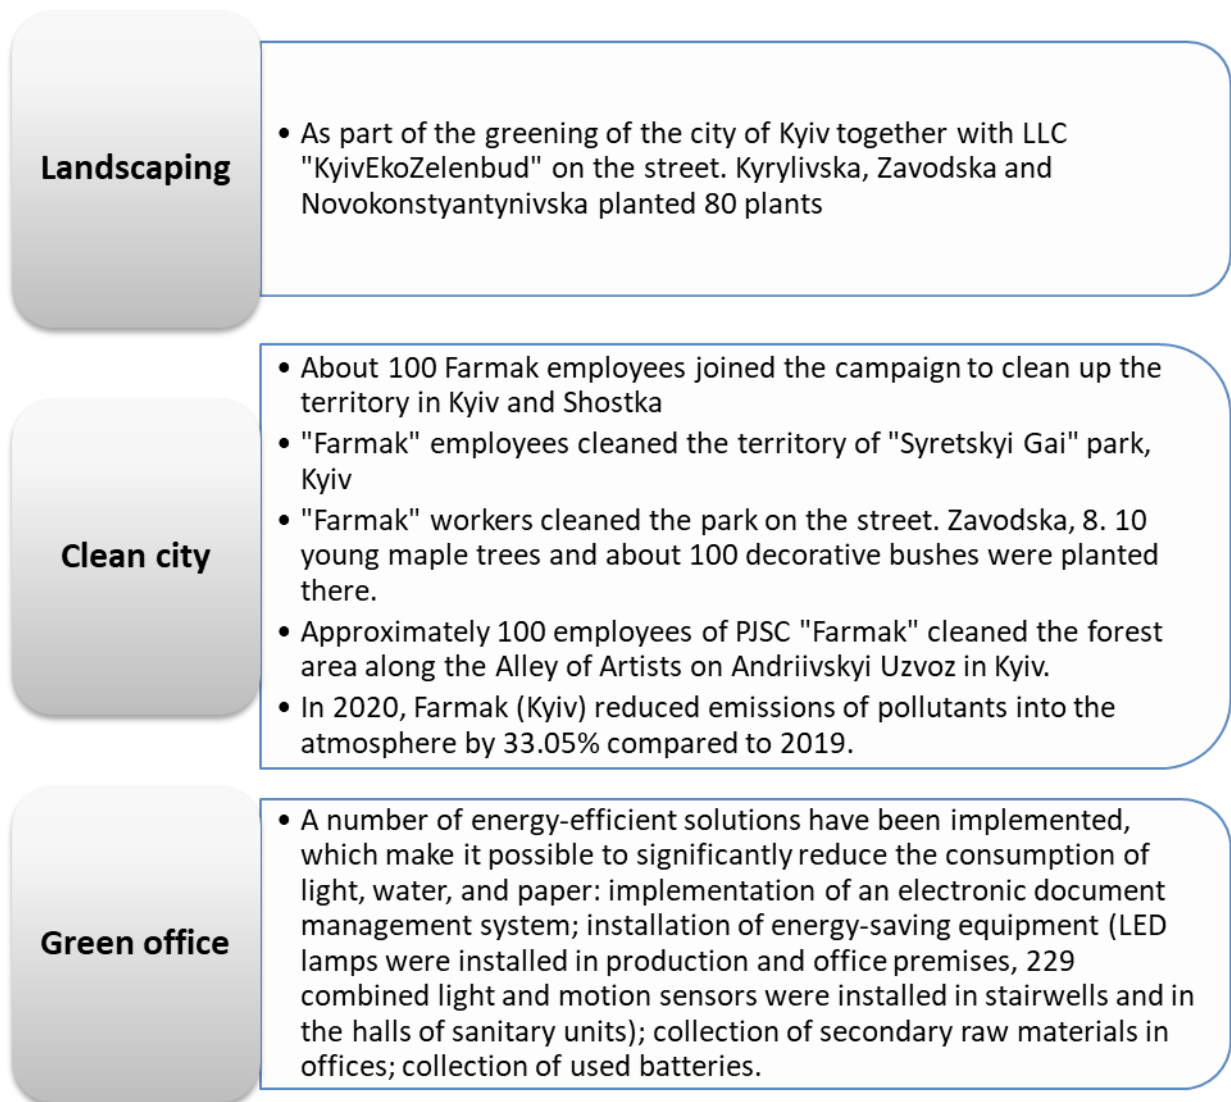 Landscaping
• As part of the greening of the city of Kyiv together with LLC
"KyivEkoZelenbud" on the street. Kyrylivska, Zavodska and
Novokonstyantynivska planted 80 plants
Clean city
• About 100 Farmak employees joined the campaign to clean up the
territory in Kyiv and Shostka
• "Farmak" employees cleaned the territory of "Syretskyi Gai" park,
Kyiv
• "Farmak" workers cleaned the park on the street. Zavodska, 8. 10
young maple trees and about 100 decorative bushes were planted
there.
• Approximately 100 employees of PJSC "Farmak" cleaned the forest
area along the Alley of Artists on Andriivskyi Uzvoz in Kyiv.
• In 2020, Farmak (Kyiv) reduced emissions of pollutants into the
atmosphere by 33.05% compared to 2019.
Green office
• A number of energy-efficient solutions have been implemented,
which make it possible to significantly reduce the consumption of
light, water, and paper: implementation of an electronic document
management system; installation of energy-saving equipment (LED
lamps were installed in production and office premises, 229
combined light and motion sensors were installed in stairwells and in
the halls of sanitary units); collection of secondary raw materials in
offices; collection of used batteries.